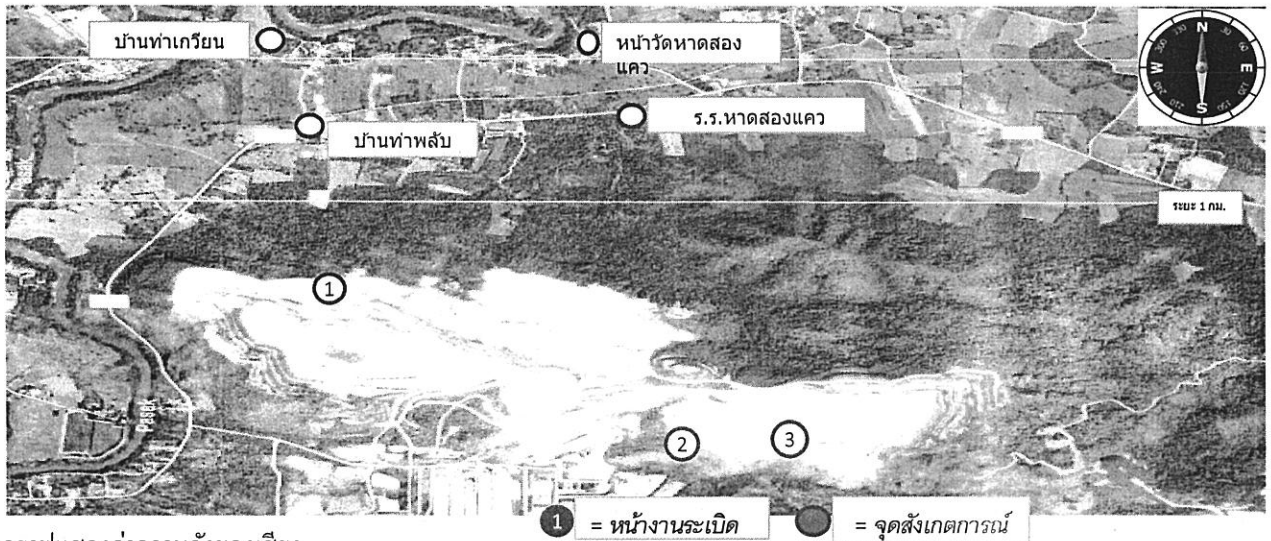 บ้านท่าเกวียน
หน้าวัดหาดสอง
แคว
N
E
S
W
บ้านท่าพลับ
ร.ร.หาดสองแคว
ระยะ 1 กม.
1
2
3
Pasak
1 = หน้างานระเบิด
= จุดสังเกตการณ์